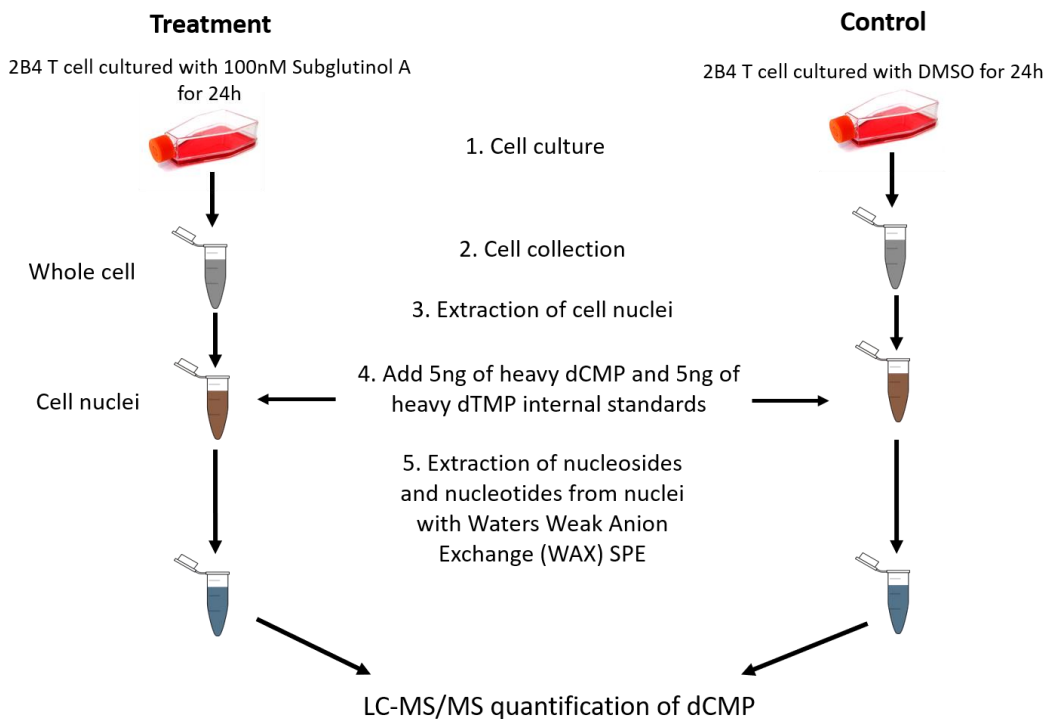 Treatment
Control
2B4 T cell cultured with 100nM Subglutinol A
for 24h
2B4 T cell cultured with DMSO for 24h
1. Cell culture
2. Cell collection
Whole cell
3. Extraction of cell nuclei
4. Add 5ng of heavy dCMP and 5ng of
heavy dTMP internal standards
Cell nuclei
5. Extraction of nucleosides
and nucleotides from nuclei
with Waters Weak Anion
Exchange (WAX) SPE
LC-MS/MS quantification of dCMP